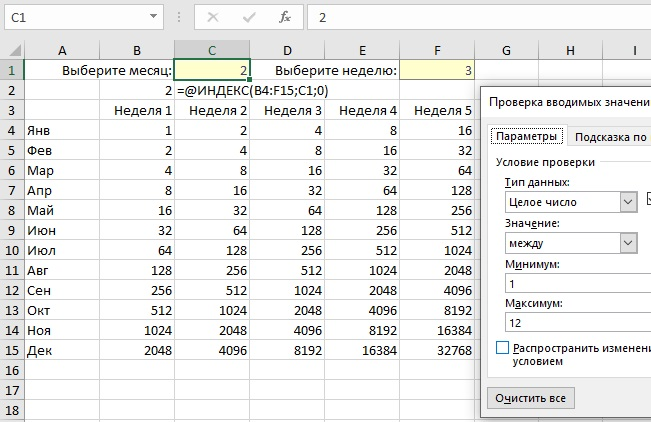 C1 2
A B C D E F G H I
1 Выберите месяц: 2 Выберите неделю: 3
2 2 =@ИНДЕКС(B4:F15;C1;0)
3 Неделя 1 Неделя 2 Неделя 3 Неделя 4 Неделя 5
4 Янв 1 2 4 8 16
5 Фев 2 4 8 16 32
6 Мар 4 8 16 32 64
7 Апр 8 16 32 64 128
8 Май 16 32 64 128 256
9 Июн 32 64 128 256 512
10 Июл 64 128 256 512 1024
11 Авг 128 256 512 1024 2048
12 Сен 256 512 1024 2048 4096
13 Окт 512 1024 2048 4096 8192
14 Ноя 1024 2048 4096 8192 16384
15 Дек 2048 4096 8192 16384 32768
16
17
18
Проверка вводимых значени
Параметры Подсказка по
Условие проверки
Тип данных:
Целое число
Значение:
между
Минимум:
1
Максимум:
12
Распространить изменени
условием
Очистить все